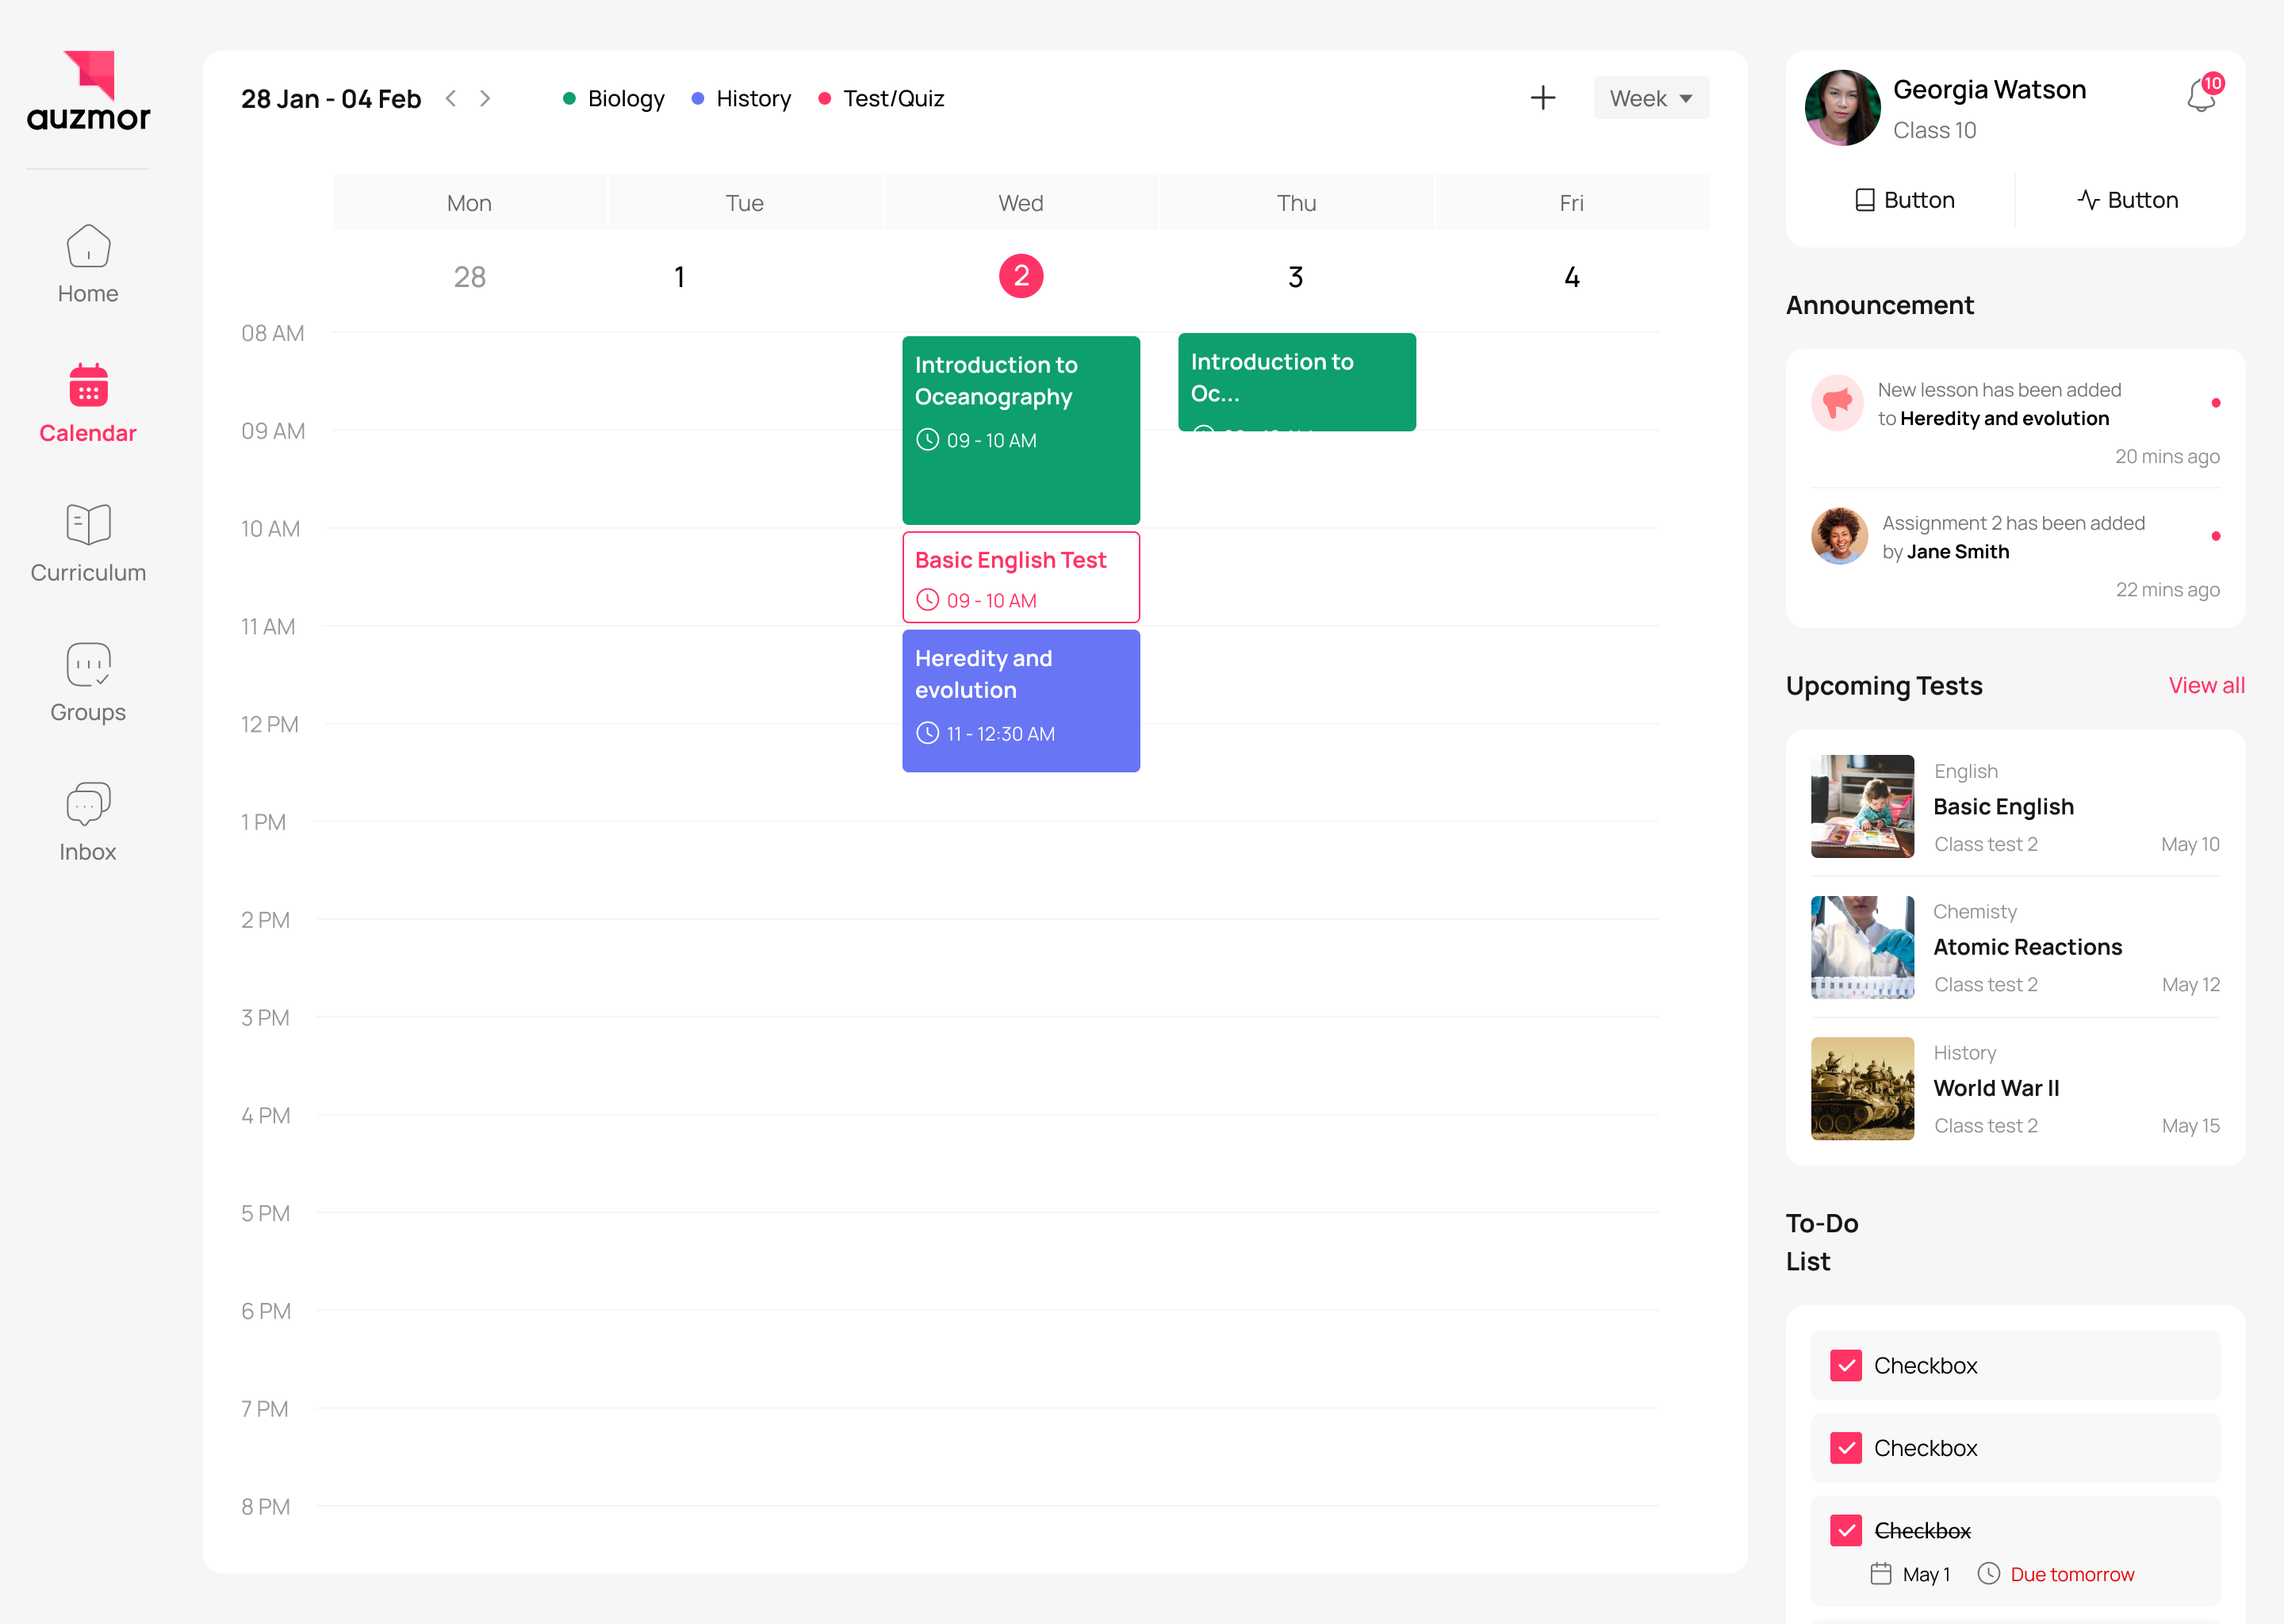 auzmor
Home
Calendar
Curriculum
Groups
Inbox
28 Jan - 04 Feb
Biology
History
Test/Quiz
Week
Mon Tue Wed Thu Fri
28 1 2 3 4
08 AM
09 AM
10 AM
11 AM
12 PM
1 PM
2 PM
3 PM
4 PM
5 PM
6 PM
7 PM
8 PM
Introduction to
Oceanography
09 - 10 AM
Basic English Test
09 - 10 AM
Heredity and
evolution
11 - 12:30 AM
Introduction to
Oc...
Georgia Watson
Class 10
10
Button
Button
Announcement
New lesson has been added
to Heredity and evolution
20 mins ago
Assignment 2 has been added
by Jane Smith
22 mins ago
Upcoming Tests
View all
English
Basic English
Class test 2 May 10
Chemisty
Atomic Reactions
Class test 2 May 12
History
World War II
Class test 2 May 15
To-Do
List
Checkbox
Checkbox
Checkbox
May 1 Due tomorrow